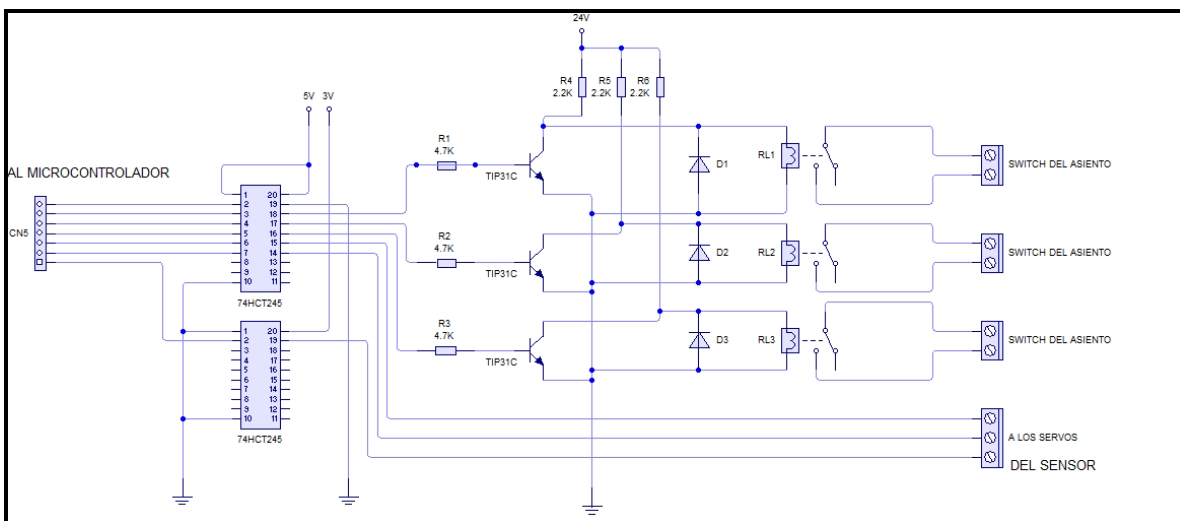 24V
R4
2.2K
R5
2.2K
R6
2.2K
5V
3V
R1
4.7K
TIP31C
D1
RL1
SWITCH DEL ASIENTO
AL MICROCONTROLADOR
CN5
1
2
3
4
5
6
7
8
9
10
20
19
18
17
16
15
14
13
12
11
74HCT245
R2
4.7K
TIP31C
D2
RL2
SWITCH DEL ASIENTO
R3
4.7K
TIP31C
D3
RL3
SWITCH DEL ASIENTO
1
2
3
4
5
6
7
8
9
10
20
19
18
17
16
15
14
13
12
11
74HCT245
A LOS SERVOS
DEL SENSOR